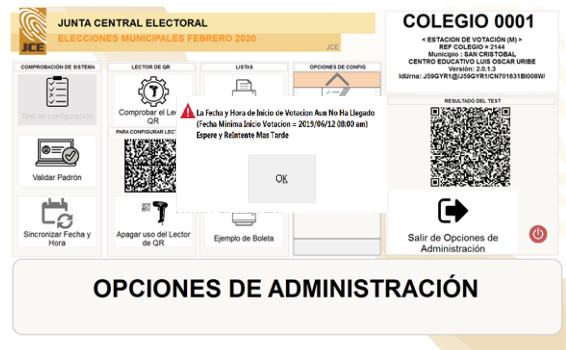 JCE
JUNTA CENTRAL ELECTORAL
ELECCIONES MUNICIPALES FEBRERO 2020
JCE
COLEGIO 0001
< ESTACION DE VOTACIÓN (M) >
REF COLEGIO = 2144
Municipio : SAN CRISTOBAL
CENTRO EDUCATIVO LUIS OSCAR URIBE
Versión: 2.0.1.3
IdUrna: J59GYR1@/J59GYR1/CN701631BI008W/
COMPROBACIÓN DE SISTEMA
LECTOR DE QR
LISTAS
OPCIONES DE CONFIG
RESULTADO DEL TEST
Test de configuración
Comprobar el Lec
QR
PARA CONFIGURAR LECT
La Fecha y Hora de Inicio de Votacion Aun No Ha Llegado
(Fecha Minima Inicio Votacion = 2019/06/12 08:00 am)
Espere y Reintente Mas Tarde
OK
Validar Padrón
Sincronizar Fecha y
Hora
Apagar uso del Lector
de QR
Ejemplo de Boleta
Salir de Opciones de
Administración
OPCIONES DE ADMINISTRACIÓN